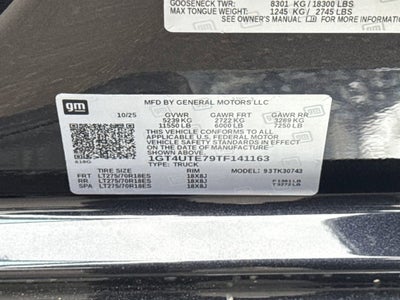 GOOSENECK TWR: 8301 KG / 18300 LBS
MAX TONGUE WEIGHT: 1245 KG / 2745 LBS
SEE OWNER'S MANUAL FOR MORE INFORMATION
gm
10/25
MFD BY GENERAL MOTORS LLC
GVWR GAWR FRT GAWR RR
5239 KG 2722 KG 3289 KG
11550 LB 6000 LB 7250 LB
THIS VEHICLE CONFORMS TO ALL
APPLICABLE U.S. FEDERAL MOTOR
VEHICLE SAFETY STANDARDS IN EFFECT
ON THE DATE OF MANUFACTURE SHOWN ABOVE.
1GT4UTE79TF141163
TYPE: TRUCK
TIRE SIZE RIM 93TK30743
FRT LT275/70R18ES 18X8J
RR LT275/70R18ES 18X8J
SPA LT275/70R18ES 18X8J